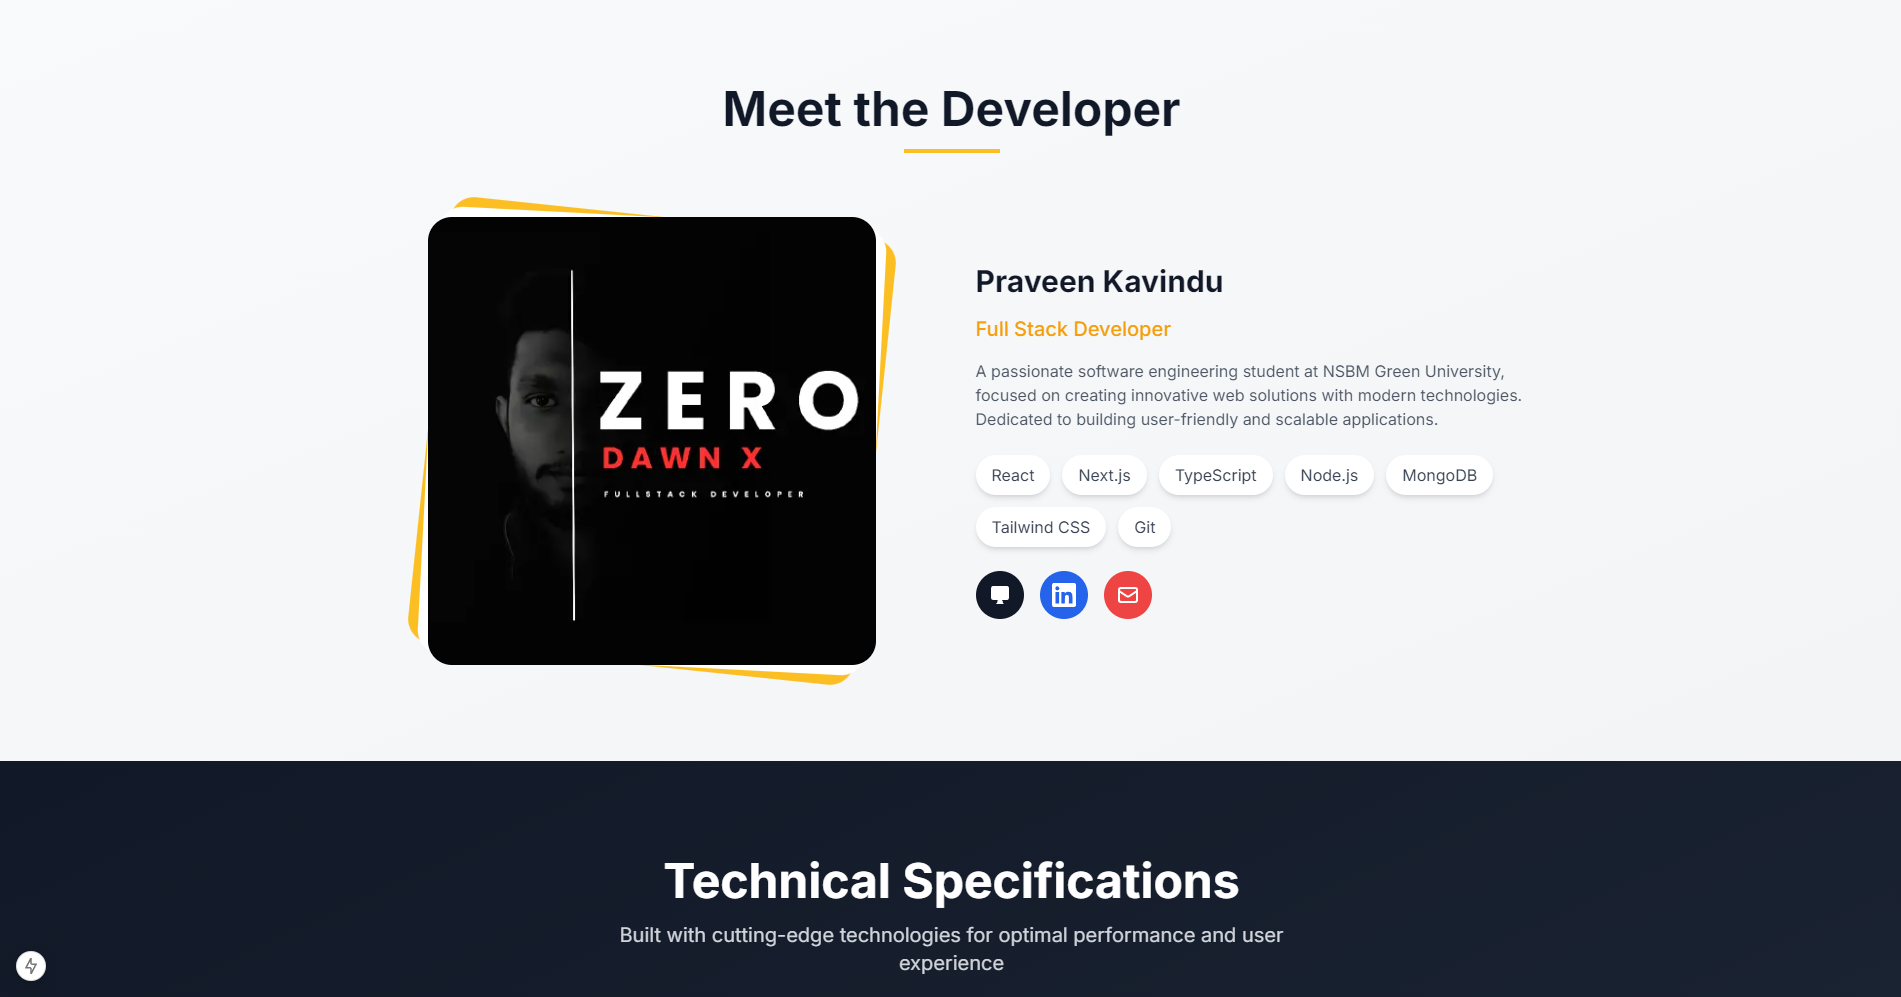 Meet the Developer
ZERO
DAWN X
FULLSTACK DEVELOPER
Praveen Kavindu
Full Stack Developer
A passionate software engineering student at NSBM Green University,
focused on creating innovative web solutions with modern technologies.
Dedicated to building user-friendly and scalable applications.
React Next.js TypeScript Node.js MongoDB
Tailwind CSS Git
in
Technical Specifications
Built with cutting-edge technologies for optimal performance and user
experience